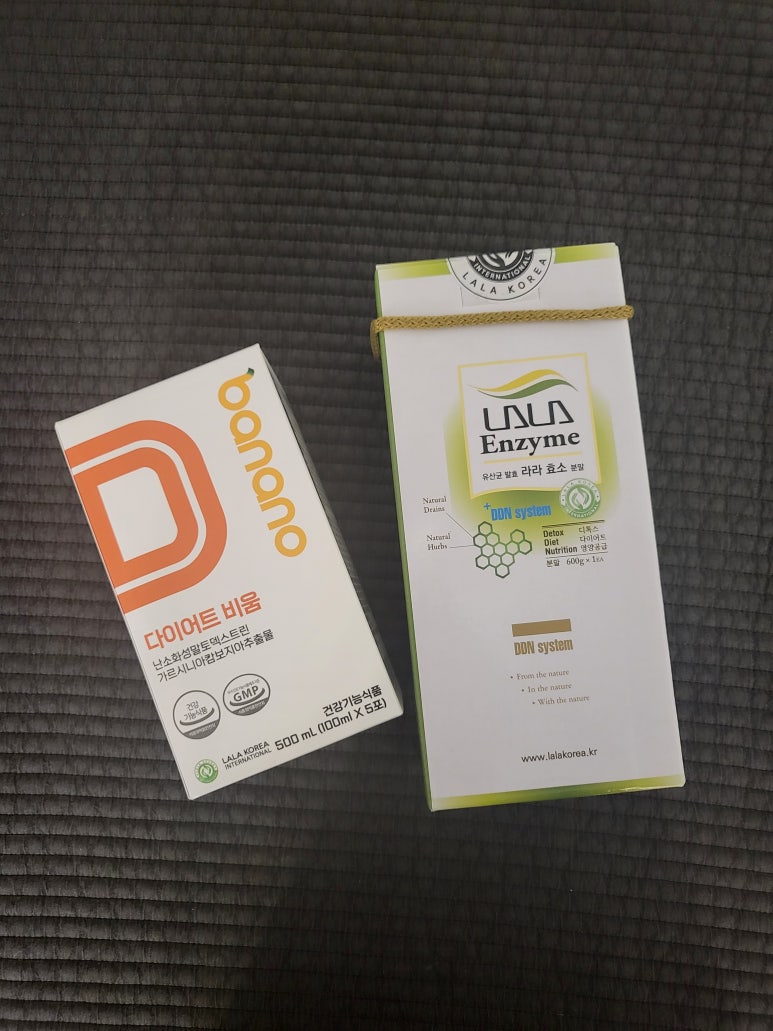 banano
다이어트 비움
난소화성말토덱스트린
가르시니아캄보지아추출물
건강
기능식품
GMP
건강기능식품
500 mL (100ml X 5포)
LALA KOREA
INTERNATIONAL
INTERNATIONAL
LALA KOREA
LALA
Enzyme
유산균 발효 라라 효소 분말
LALA KOREA
INTERNATIONAL
+DDN system
Natural
Drains
Natural
Hurbs
Detox 디톡스
Diet 다이어트
Nutrition 영양공급
분말 600g × 1EA
DDN system
• From the nature
• In the nature
• With the nature
www.lalakorea.kr